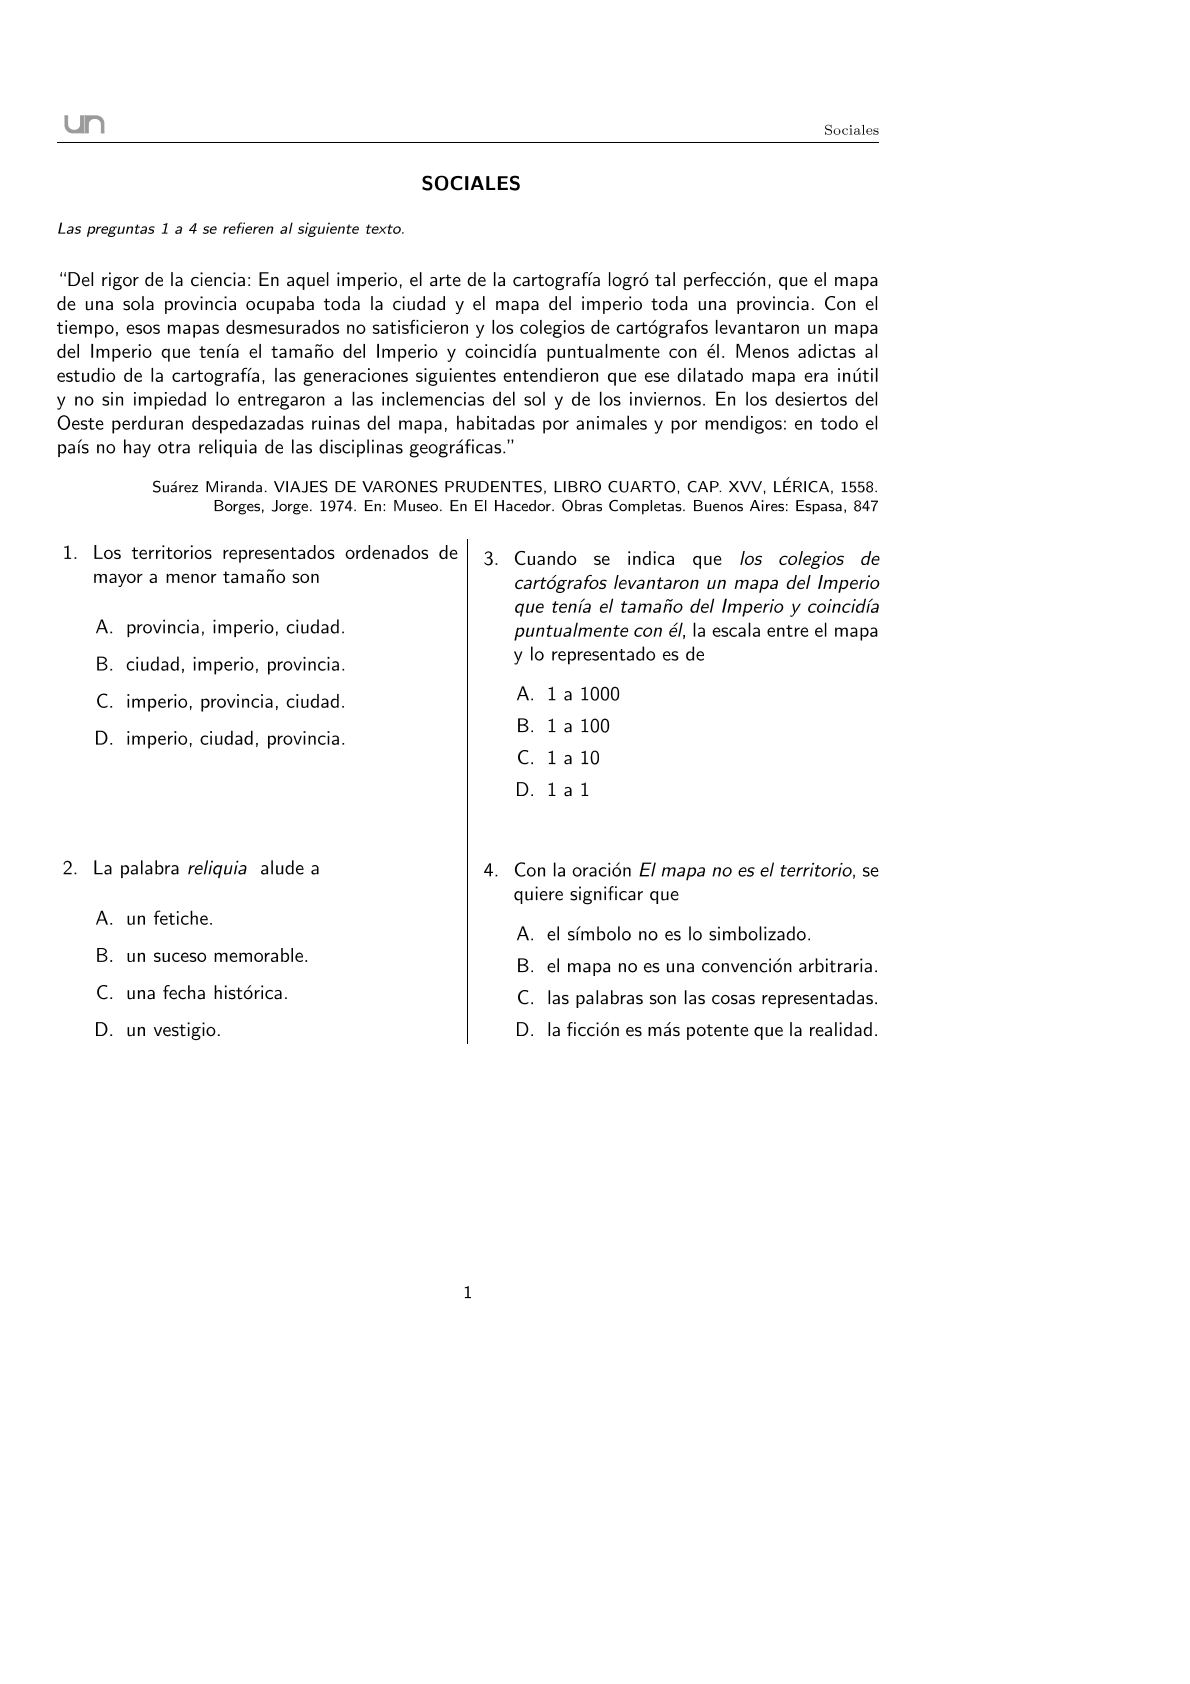 un
Sociales
SOCIALES
Las preguntas 1 a 4 se refieren al siguiente texto.
“Del rigor de la ciencia: En aquel imperio, el arte de la cartografía logró tal perfección, que el mapa
de una sola provincia ocupaba toda la ciudad y el mapa del imperio toda una provincia. Con el
tiempo, esos mapas desmesurados no satisficieron y los colegios de cartógrafos levantaron un mapa
del Imperio que tenía el tamaño del Imperio y coincidía puntualmente con él. Menos adictas al
estudio de la cartografía, las generaciones siguientes entendieron que ese dilatado mapa era inútil
y no sin impiedad lo entregaron a las inclemencias del sol y de los inviernos. En los desiertos del
Oeste perduran despedazadas ruinas del mapa, habitadas por animales y por mendigos: en todo el
país no hay otra reliquia de las disciplinas geográficas.”
Suárez Miranda. VIAJES DE VARONES PRUDENTES, LIBRO CUARTO, CAP. XVV, LÉRICA, 1558.
Borges, Jorge. 1974. En: Museo. En El Hacedor. Obras Completas. Buenos Aires: Espasa, 847
1. Los territorios representados ordenados de
mayor a menor tamaño son
A. provincia, imperio, ciudad.
B. ciudad, imperio, provincia.
C. imperio, provincia, ciudad.
D. imperio, ciudad, provincia.
2. La palabra reliquia alude a
A. un fetiche.
B. un suceso memorable.
C. una fecha histórica.
D. un vestigio.
3. Cuando se indica que los colegios de
cartógrafos levantaron un mapa del Imperio
que tenía el tamaño del Imperio y coincidía
puntualmente con él, la escala entre el mapa
y lo representado es de
A. 1 a 1000
B. 1 a 100
C. 1 a 10
D. 1 a 1
4. Con la oración El mapa no es el territorio, se
quiere significar que
A. el símbolo no es lo simbolizado.
B. el mapa no es una convención arbitraria.
C. las palabras son las cosas representadas.
D. la ficción es más potente que la realidad.
1